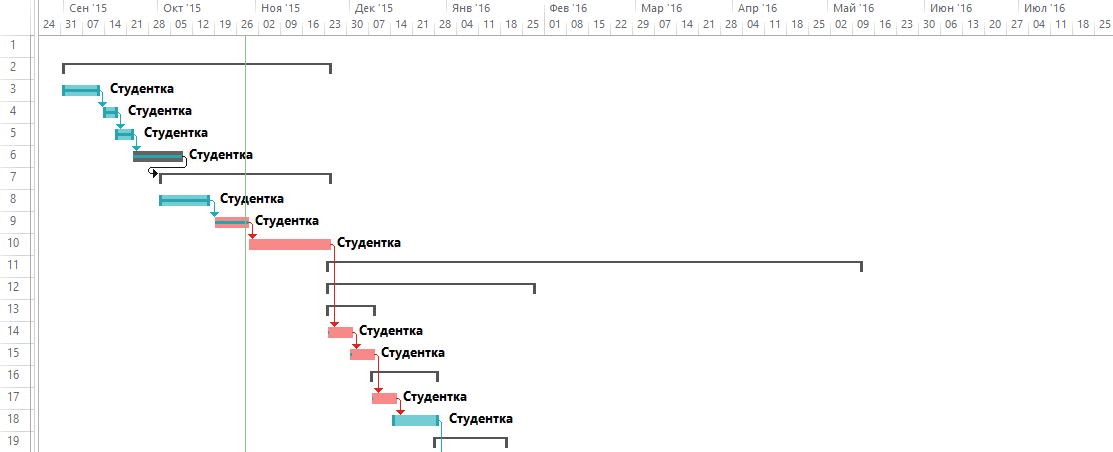 Сен '15 Окт '15 Ноя '15 Дек '15 Янв '16 Фев '16 Мар '16 Апр '16 Май '16 Июн '16 Июл '16
24 31 07 14 21 28 05 12 19 26 02 09 16 23 30 07 14 21 28 04 11 18 25 01 08 15 22 29 07 14 21 28 04 11 18 25 02 09 16 23 30 06 13 20 27 04 11 18 25
1
2
3 Студентка
4 Студентка
5 Студентка
6 Студентка
7
8 Студентка
9 Студентка
10 Студентка
11
12
13
14 Студентка
15 Студентка
16
17 Студентка
18 Студентка
19